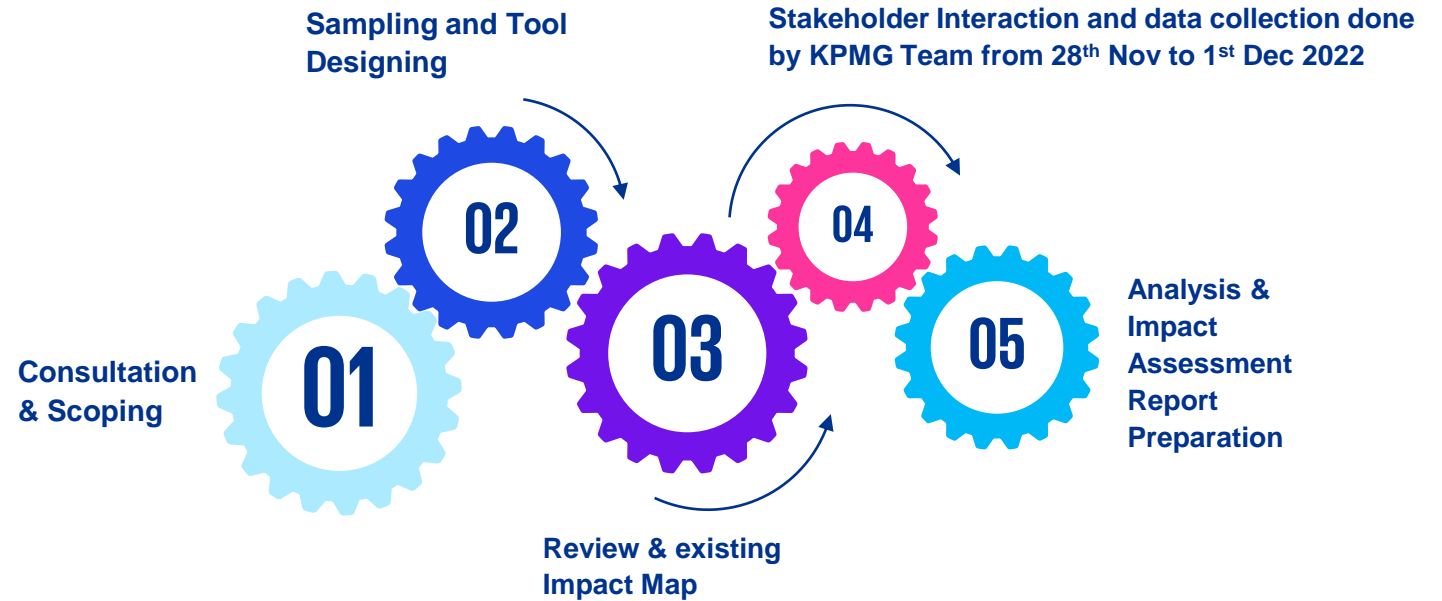 Sampling and Tool
Designing
Stakeholder Interaction and data collection done
by KPMG Team from 28th Nov to 1st Dec 2022
02
04
03
05
01
Consultation
& Scoping
Analysis &
Impact
Assessment
Report
Preparation
Review & existing
Impact Map